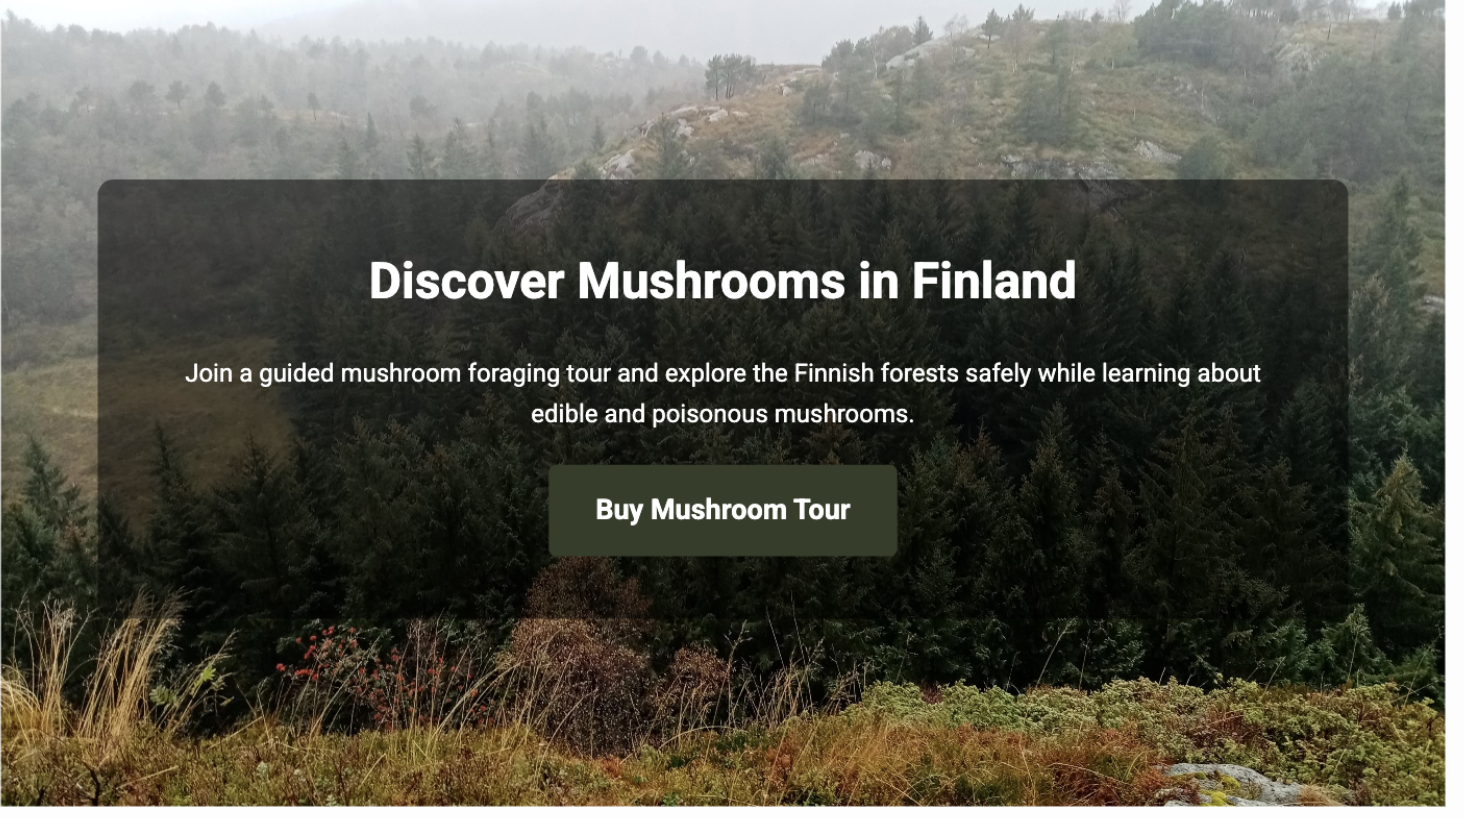 Discover Mushrooms in Finland
Join a guided mushroom foraging tour and explore the Finnish forests safely while learning about
edible and poisonous mushrooms.
Buy Mushroom Tour